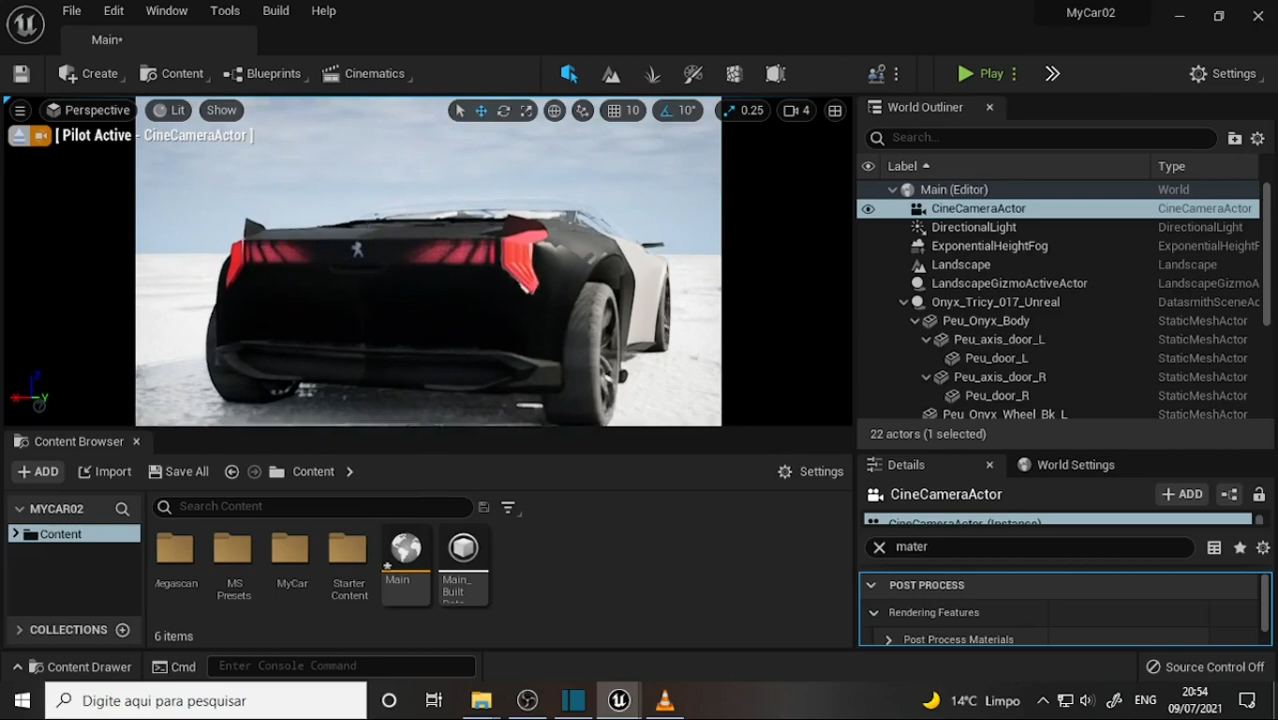 File Edit Window Tools Build Help
MyCar02
Main•
Create Content Blueprints Cinematics Play Settings
Perspective Lit Show 10 10° 0.25 4
[ Pilot Active - CineCameraActor ]
World Outliner
Search...
Label Type
Main (Editor) World
CineCameraActor CineCameraActor
DirectionalLight DirectionalLight
ExponentialHeightFog ExponentialHeightF
Landscape Landscape
LandscapeGizmoActiveActor LandscapeGizmoA
Onyx_Tricy_017_Unreal DatasmithSceneAc
Peu_Onyx_Body StaticMeshActor
Peu_axis_door_L StaticMeshActor
Peu_door_L StaticMeshActor
Peu_axis_door_R StaticMeshActor
Peu_door_R StaticMeshActor
Peu_Onyx_Wheel_Bk_L StaticMeshActor
22 actors (1 selected)
Content Browser
ADD Import Save All Content Settings
MYCAR02
Search Content
Content
Megascan
MS Presets
MyCar
Starter Content
Main
Main_ Built
COLLECTIONS
6 items
Details World Settings
CineCameraActor ADD
CineCameraActor (Instance)
mater
POST PROCESS
Rendering Features
Post Process Materials
Content Drawer Cmd Enter Console Command Source Control Off
Digite aqui para pesquisar
14°C Limpo
ENG
20:54
09/07/2021